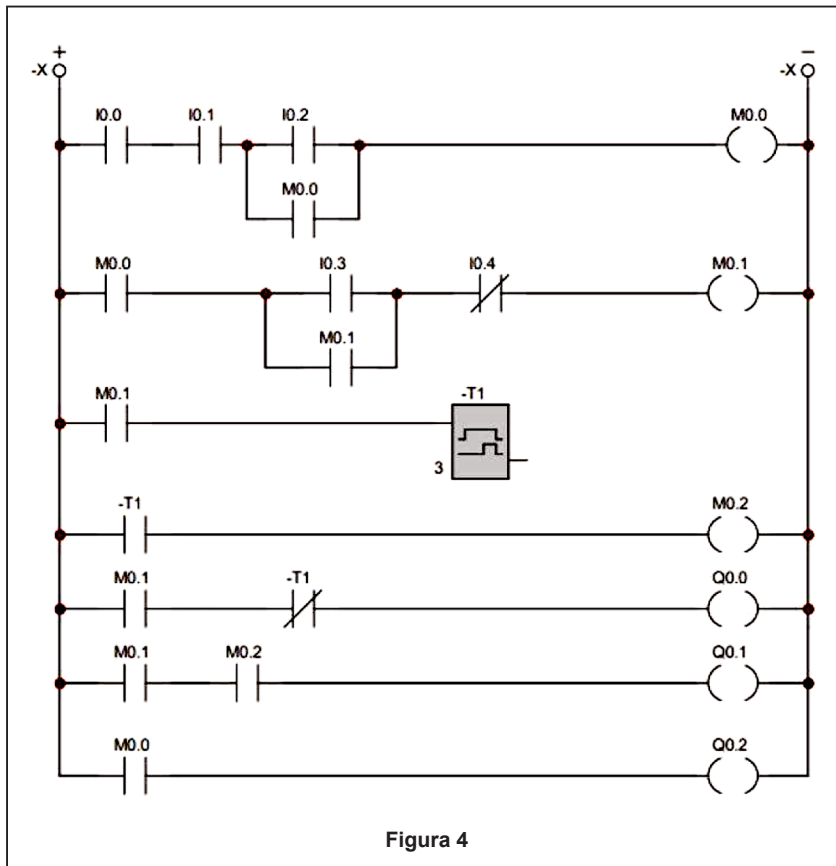 + −
-X -X
I0.0 I0.1 I0.2 M0.0
M0.0
M0.0 I0.3 I0.4 M0.1
M0.1
M0.1 -T1
3
-T1 M0.2
M0.1 -T1 Q0.0
M0.1 M0.2 Q0.1
M0.0 Q0.2
Figura 4